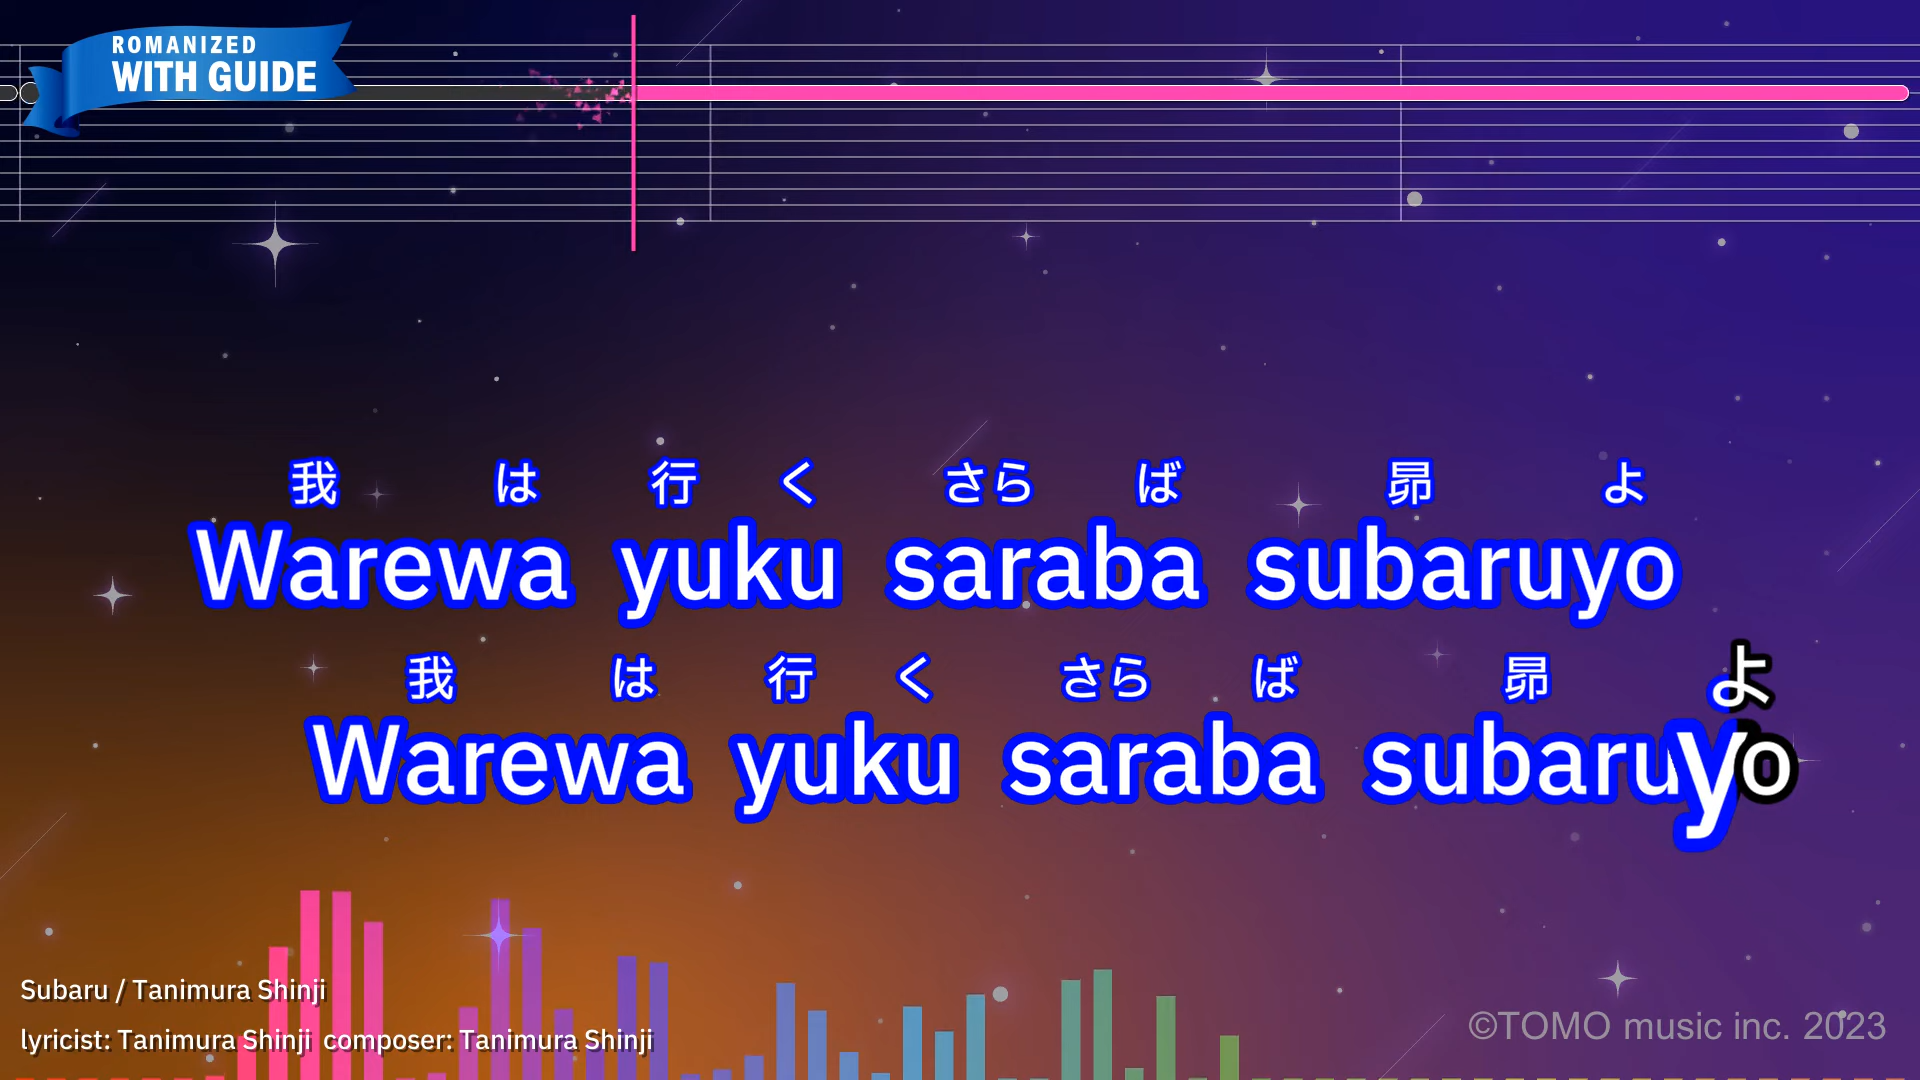 ROMANIZED
WITH GUIDE
我は行くさらば昴よ
Warewa yuku saraba subaruyo
我は行くさらば昴よ
Warewa yuku saraba subaruyo
Subaru / Tanimura Shinji
lyricist: Tanimura Shinji composer: Tanimura Shinji
©TOMO music inc. 2023